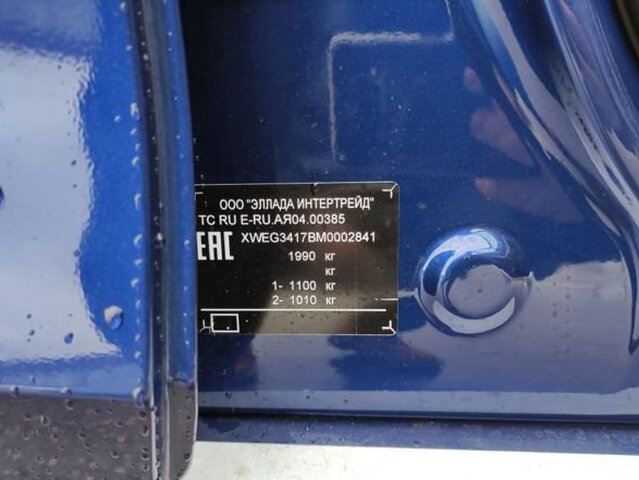 ООО "ЭЛЛАДА ИНТЕРТРЕЙД"
ТС RU E-RU.АЯ04.00385
EAC XWEG3417BM0002841
1990 кг
кг
1- 1100 кг
2- 1010 кг